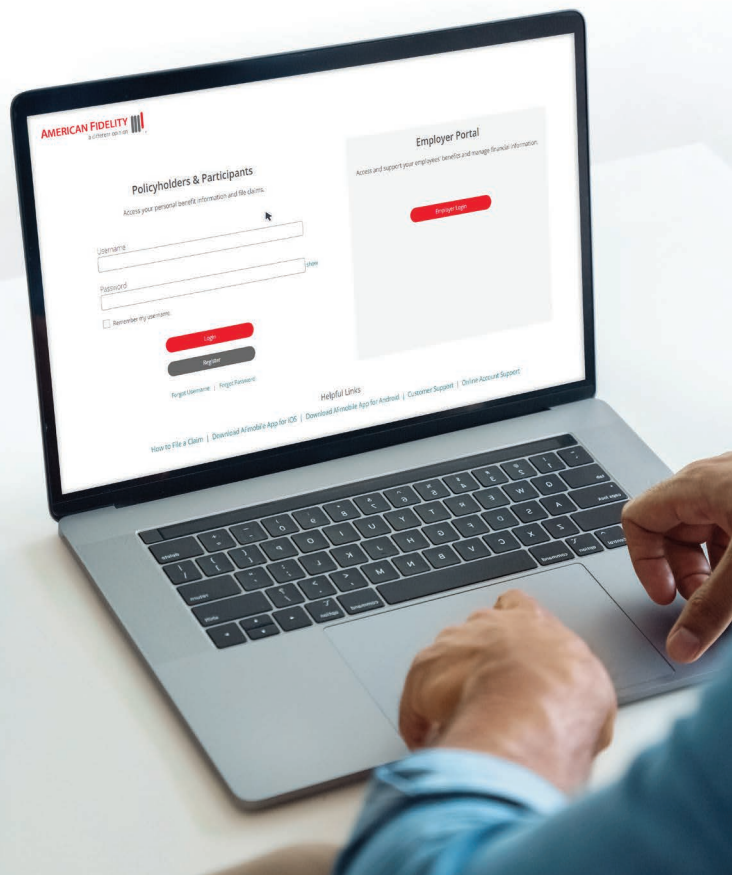 AMERICAN FIDELITY
a different opinion
Policyholders & Participants
Access your personal benefit information and file claims.
Username
Password
show
Remember my username
Login
Register
Forgot Username | Forgot Password
Employer Portal
Access and support your employees' benefits and manage financial information.
Employer Login
Helpful Links
How to File a Claim | Download AFmobile App for iOS | Download AFmobile App for Android | Customer Support | Online Account Support